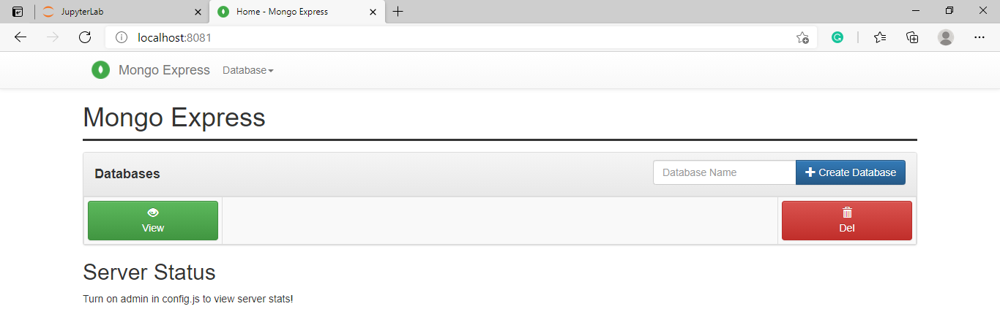 JupyterLab
Home - Mongo Express
localhost:8081
Mongo Express Database
Mongo Express
Databases
Database Name
Create Database
View
Del
Server Status
Turn on admin in config.js to view server stats!